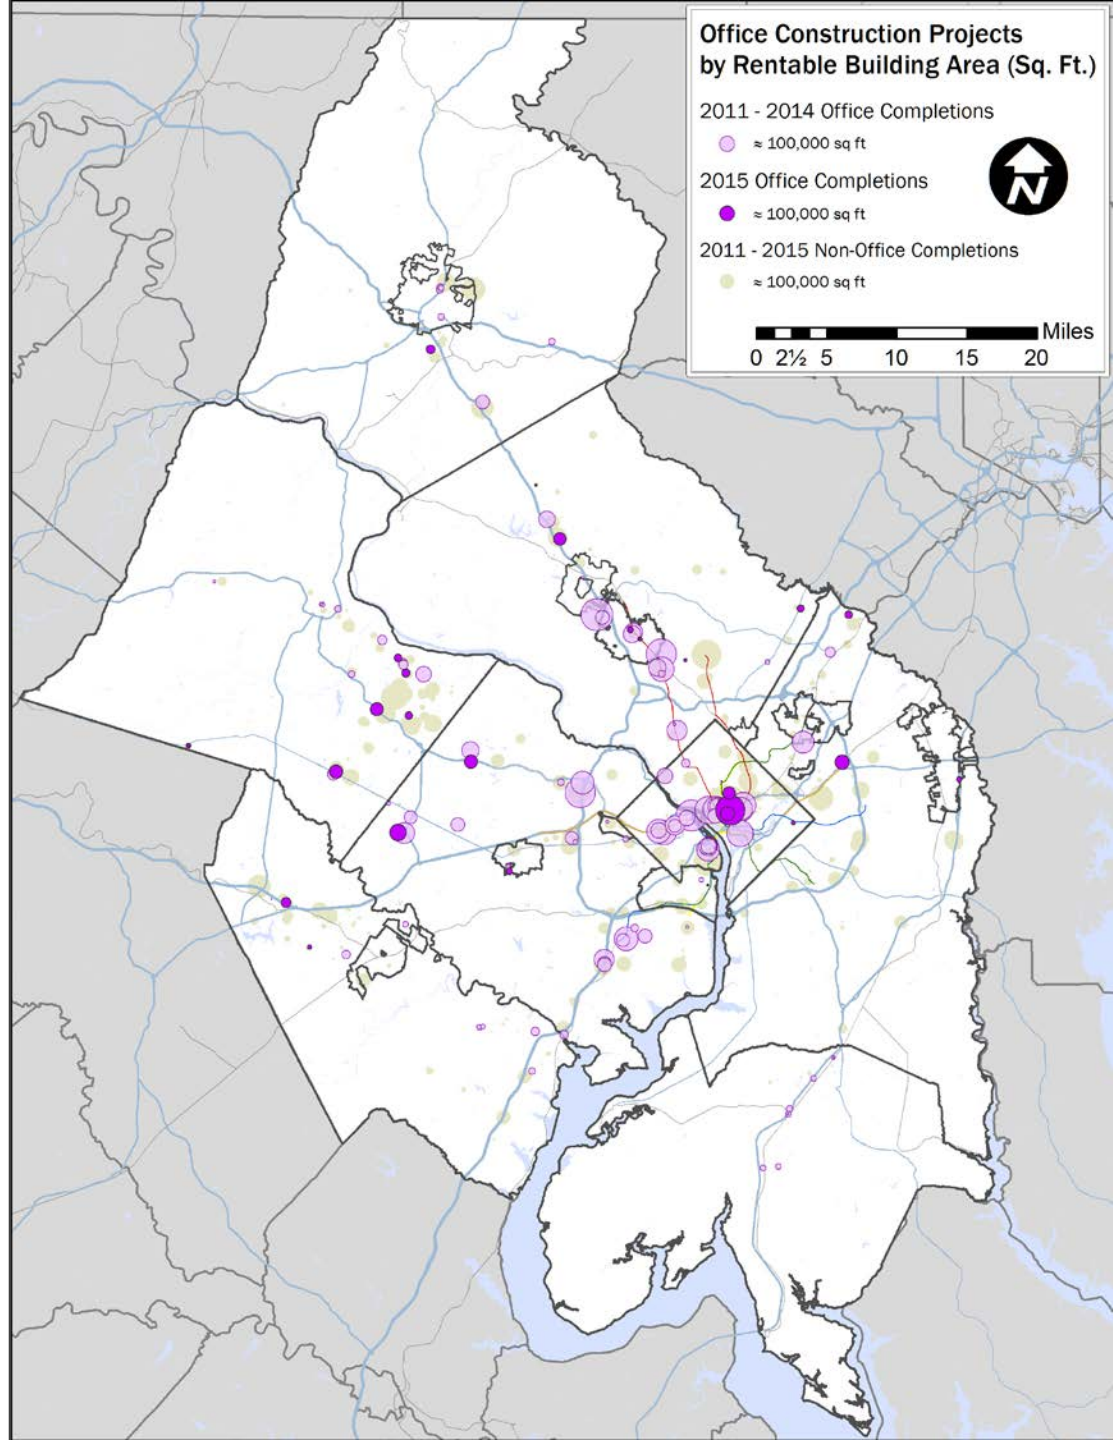 Office Construction Projects
by Rentable Building Area (Sq. Ft.)
2011 - 2014 Office Completions
≈ 100,000 sq ft
2015 Office Completions
≈ 100,000 sq ft
2011 - 2015 Non-Office Completions
≈ 100,000 sq ft
N
Miles
0 2½ 5 10 15 20